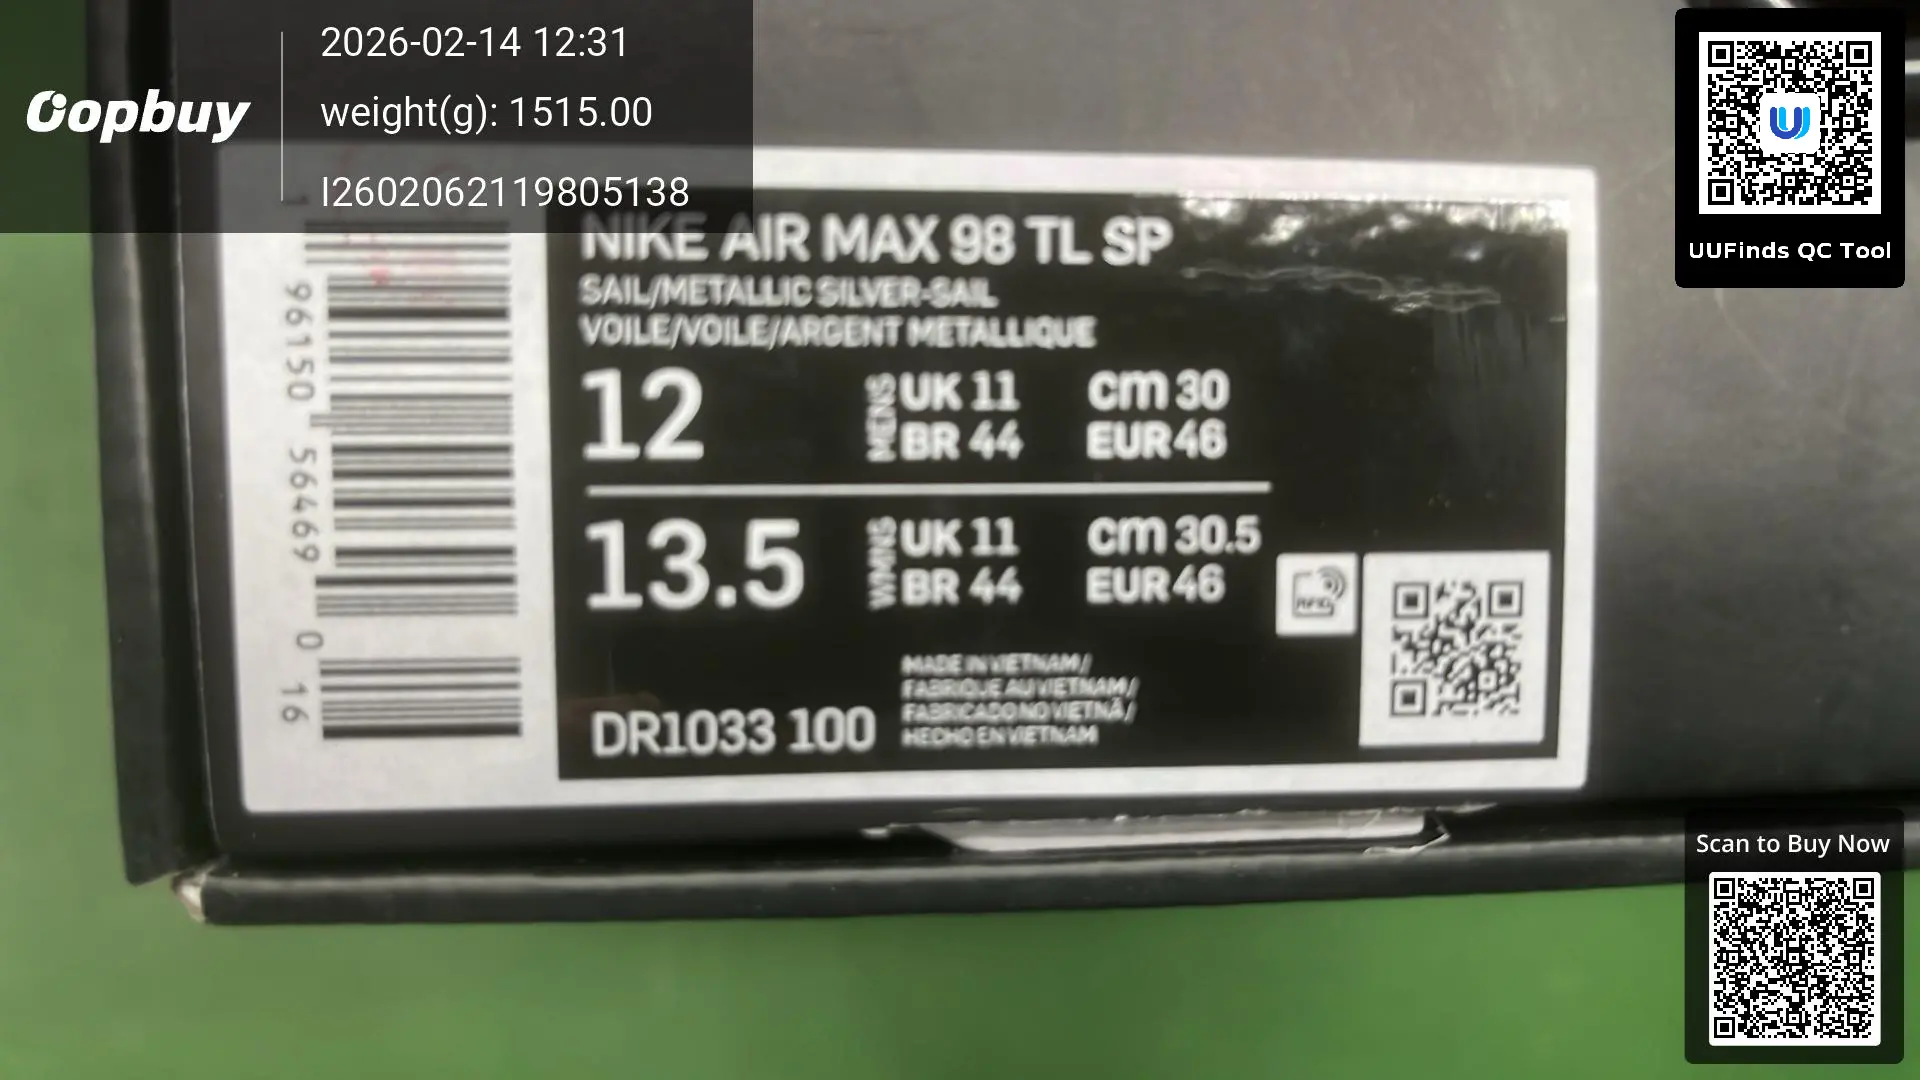 Oopbuy
2026-02-14 12:31
weight(g): 1515.00
I2602062119805138
UUFinds QC Tool
NIKE AIR MAX 98 TL SP
SAIL/METALLIC SILVER-SAIL
VOILE/VOILE/ARGENT METALLIQUE
12
MENS
UK 11
cm 30
BR 44
EUR 46
13.5
WMNS
UK 11
cm 30.5
BR 44
EUR 46
RFID
DR1033 100
MADE IN VIETNAM/
FABRIQUE AU VIETNAM/
FABRICADO NO VIETNÃ/
HECHO EN VIETNAM
1 96150 56469 0 16
Scan to Buy Now